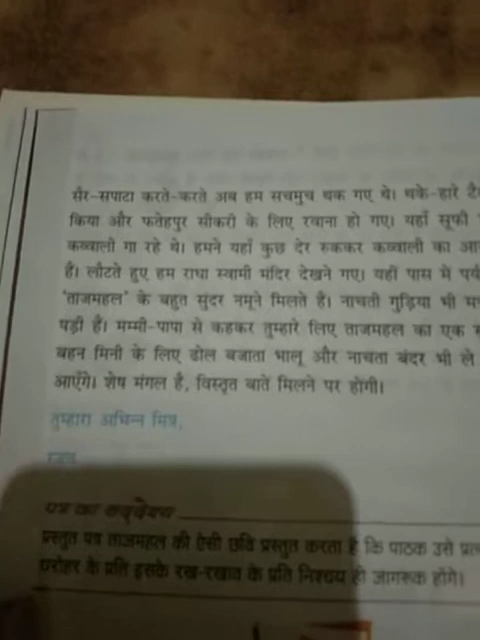 सैर-सपाटा करते-करते अब हम सचमुच थक गए थे। थके-हारे
किया और फतेहपुर सीकरी के लिए रवाना हो गए। यहाँ सूफी
कव्वाली गा रहे थे। हमने यहाँ कुछ देर रुककर कव्वाली का
है। लौटते हुए हम राधा स्वामी मंदिर देखने गए। यहीं पास में
'ताजमहल' के बहुत सुंदर नमूने मिलते हैं। नाचती गुड़िया भी
पड़ी है। मम्मी-पापा से कहकर तुम्हारे लिए ताजमहल का एक
बहन मिनी के लिए ढोल बजाता भालू और नाचता बंदर भी ले
आएँगे। शेष मंगल है, विस्तृत बातें मिलने पर होंगी।
तुम्हारा अभिन्न मित्र,
पत्र का उद्देश्य
प्रस्तुत पत्र ताजमहल की ऐसी छवि प्रस्तुत करता है कि पाठक उसे
धरोहर के प्रति इसके रख-रखाव के प्रति निश्चय ही जागरूक होंगे।